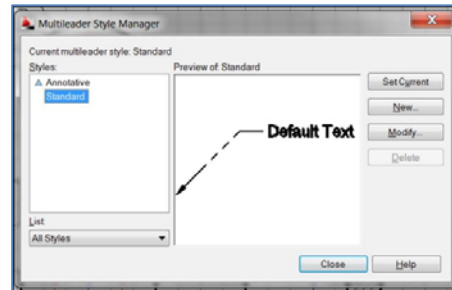 Multileader Style Manager
Current multileader style: Standard
Styles:
Preview of: Standard
Annotative
Standard
Set Current
New...
Modify...
Delete
Default Text
List:
All Styles
Close
Help